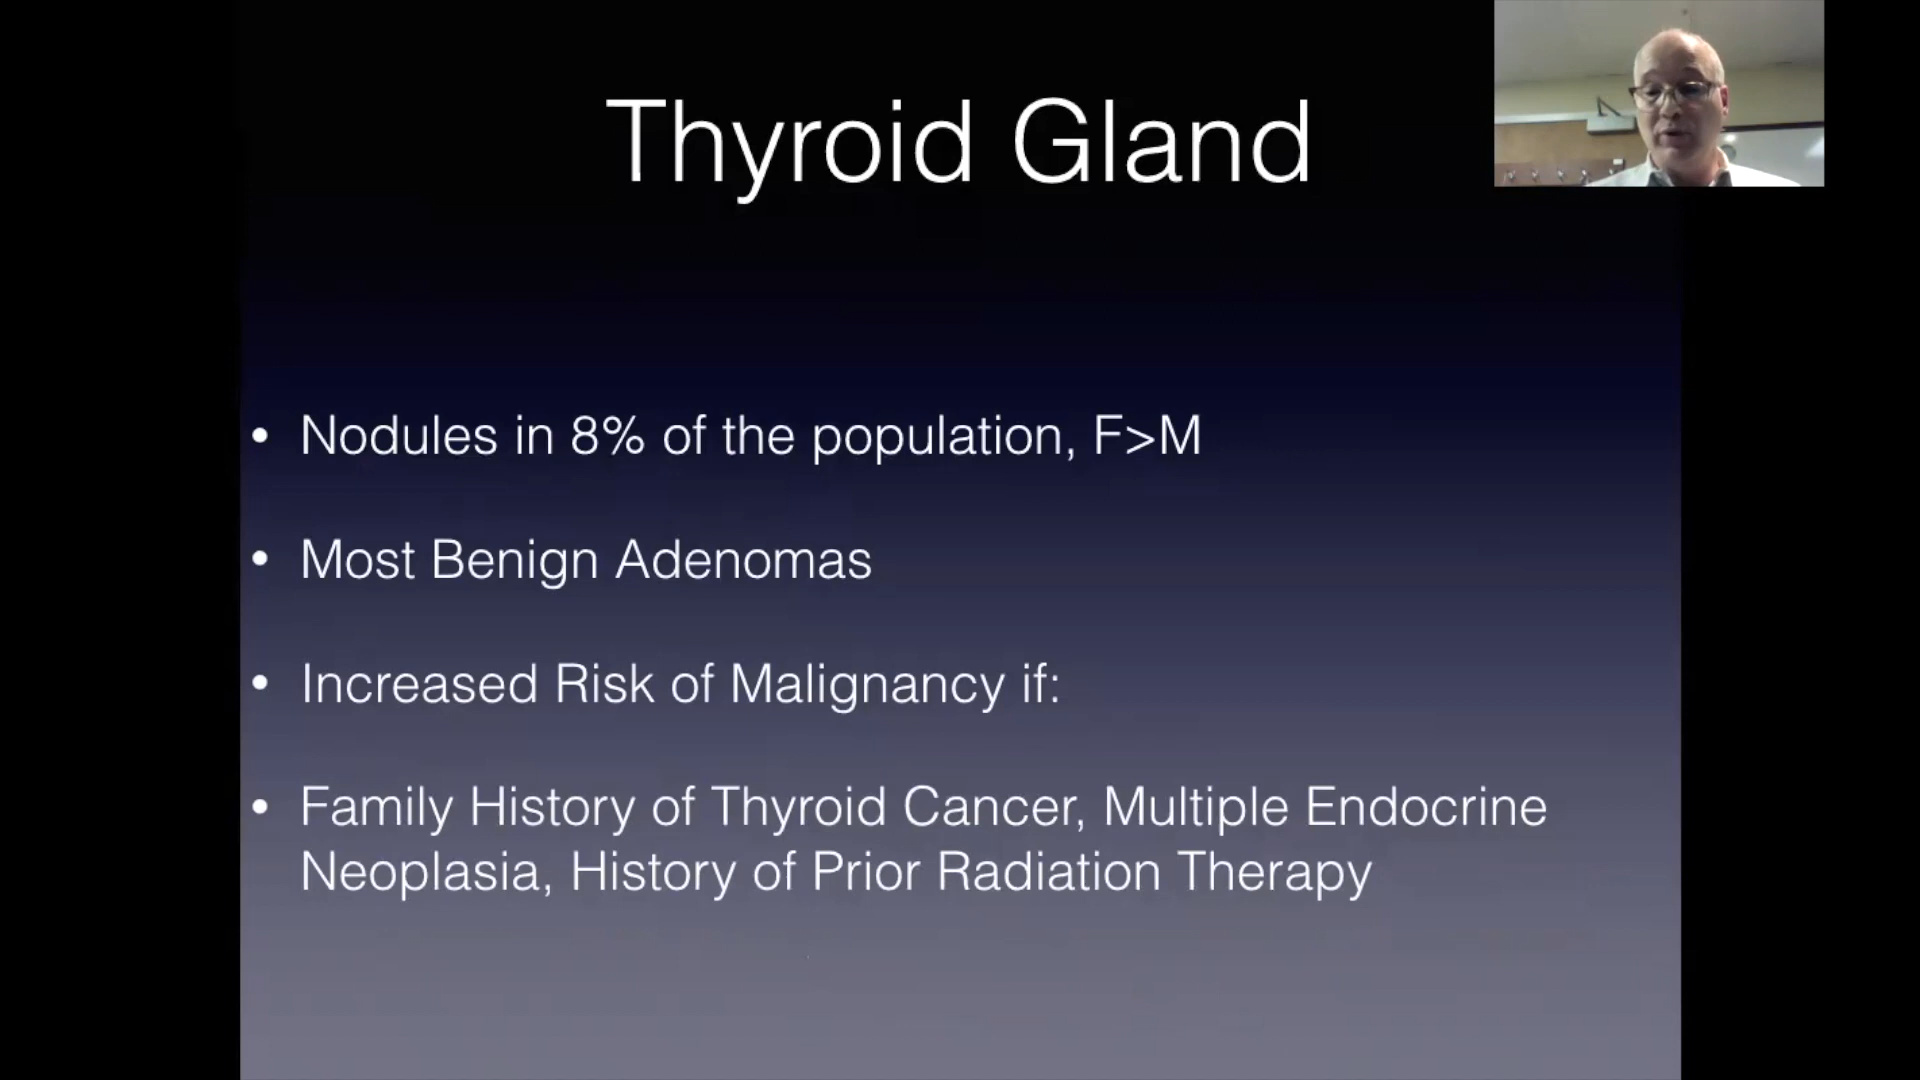 Thyroid Gland
• Nodules in 8% of the population, F>M
• Most Benign Adenomas
• Increased Risk of Malignancy if:
• Family History of Thyroid Cancer, Multiple Endocrine
Neoplasia, History of Prior Radiation Therapy